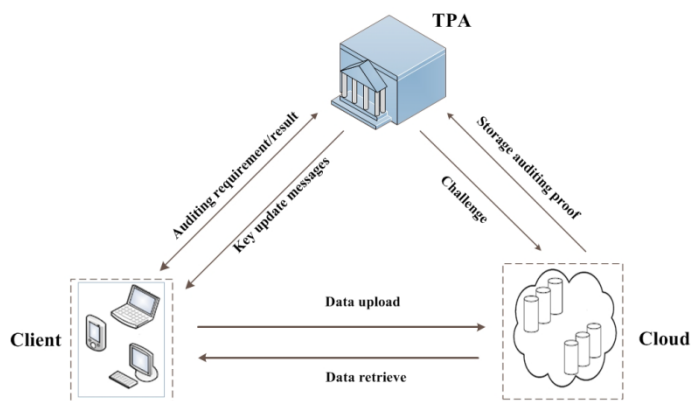 TPA
Auditing requirement/result
Key update messages
Challenge
Storage auditing proof
Client
Data upload
Data retrieve
Cloud